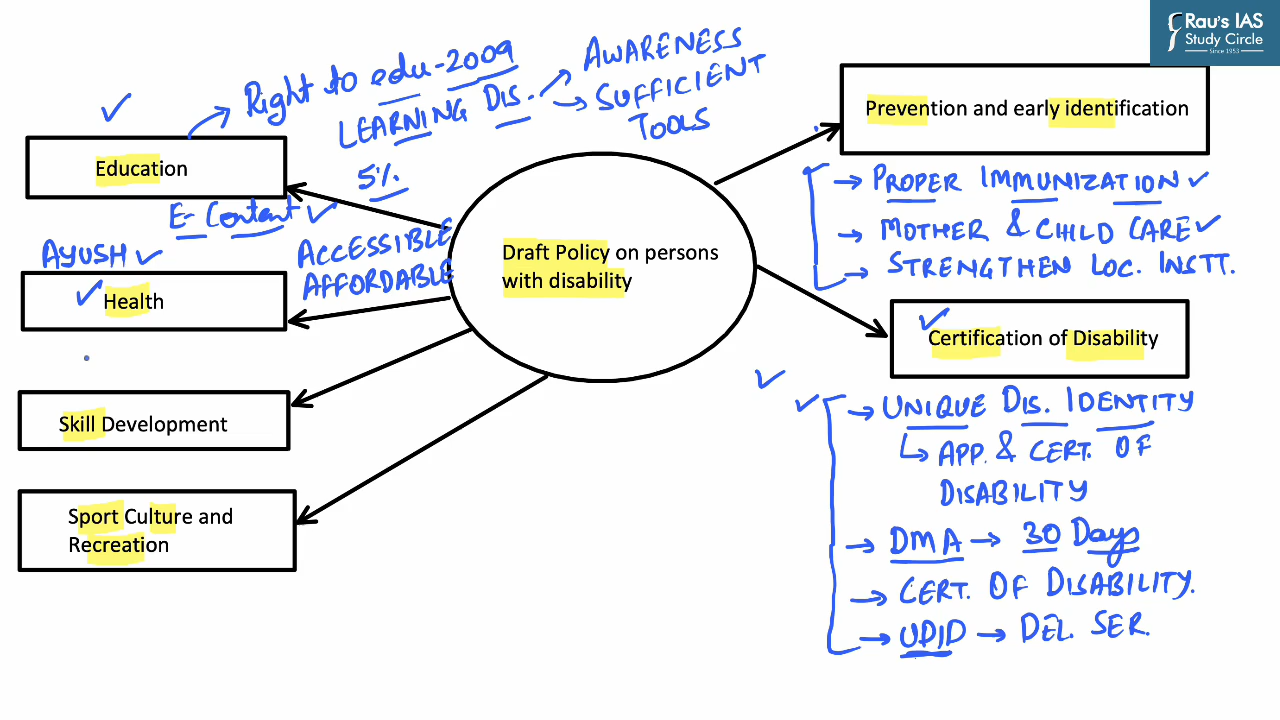 Rau's IAS
Study Circle
Since 1953
Right to edu-2009
LEARNING DIS.
AWARENESS
SUFFICIENT
TOOLS
5%
Education
E-Content
AYUSH
ACCESSIBLE
AFFORDABLE
Health
Skill Development
Sport Culture and
Recreation
Draft Policy on persons
with disability
Prevention and early identification
PROPER IMMUNIZATION
MOTHER & CHILD CARE
STRENGTHEN LOC. INSTT.
Certification of Disability
UNIQUE DIS. IDENTITY
APP. & CERT. OF
DISABILITY
DMA → 30 Days
CERT. OF DISABILITY.
UDID → DEL. SER.